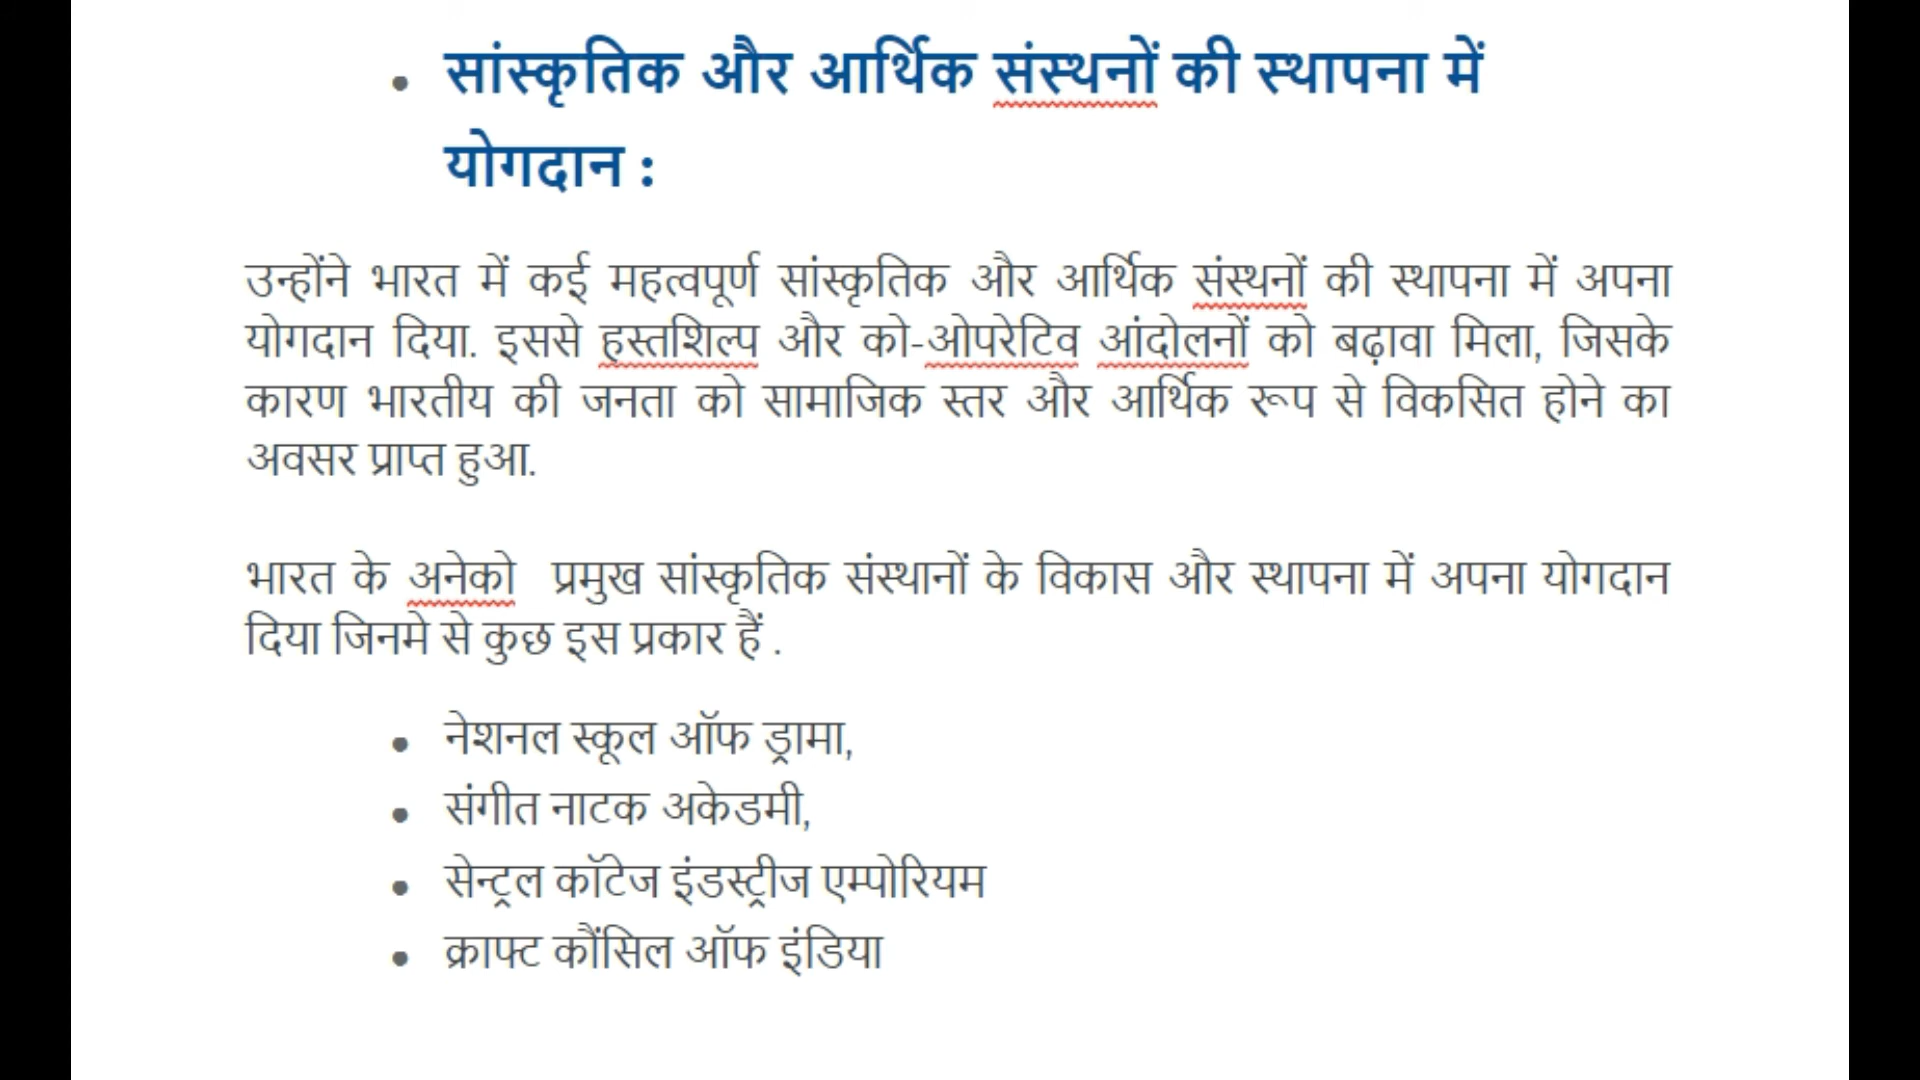 • सांस्कृतिक और आर्थिक संस्थनों की स्थापना में
योगदान :
उन्होंने भारत में कई महत्वपूर्ण सांस्कृतिक और आर्थिक संस्थनों की स्थापना में अपना
योगदान दिया. इससे हस्तशिल्प और को-ओपरेटिव आंदोलनों को बढ़ावा मिला, जिसके
कारण भारतीय की जनता को सामाजिक स्तर और आर्थिक रूप से विकसित होने का
अवसर प्राप्त हुआ.
भारत के अनेको प्रमुख सांस्कृतिक संस्थानों के विकास और स्थापना में अपना योगदान
दिया जिनमे से कुछ इस प्रकार हैं .
• नेशनल स्कूल ऑफ ड्रामा,
• संगीत नाटक अकेडमी,
• सेन्ट्रल कॉटेज इंडस्ट्रीज एम्पोरियम
• क्राफ्ट कौंसिल ऑफ इंडिया